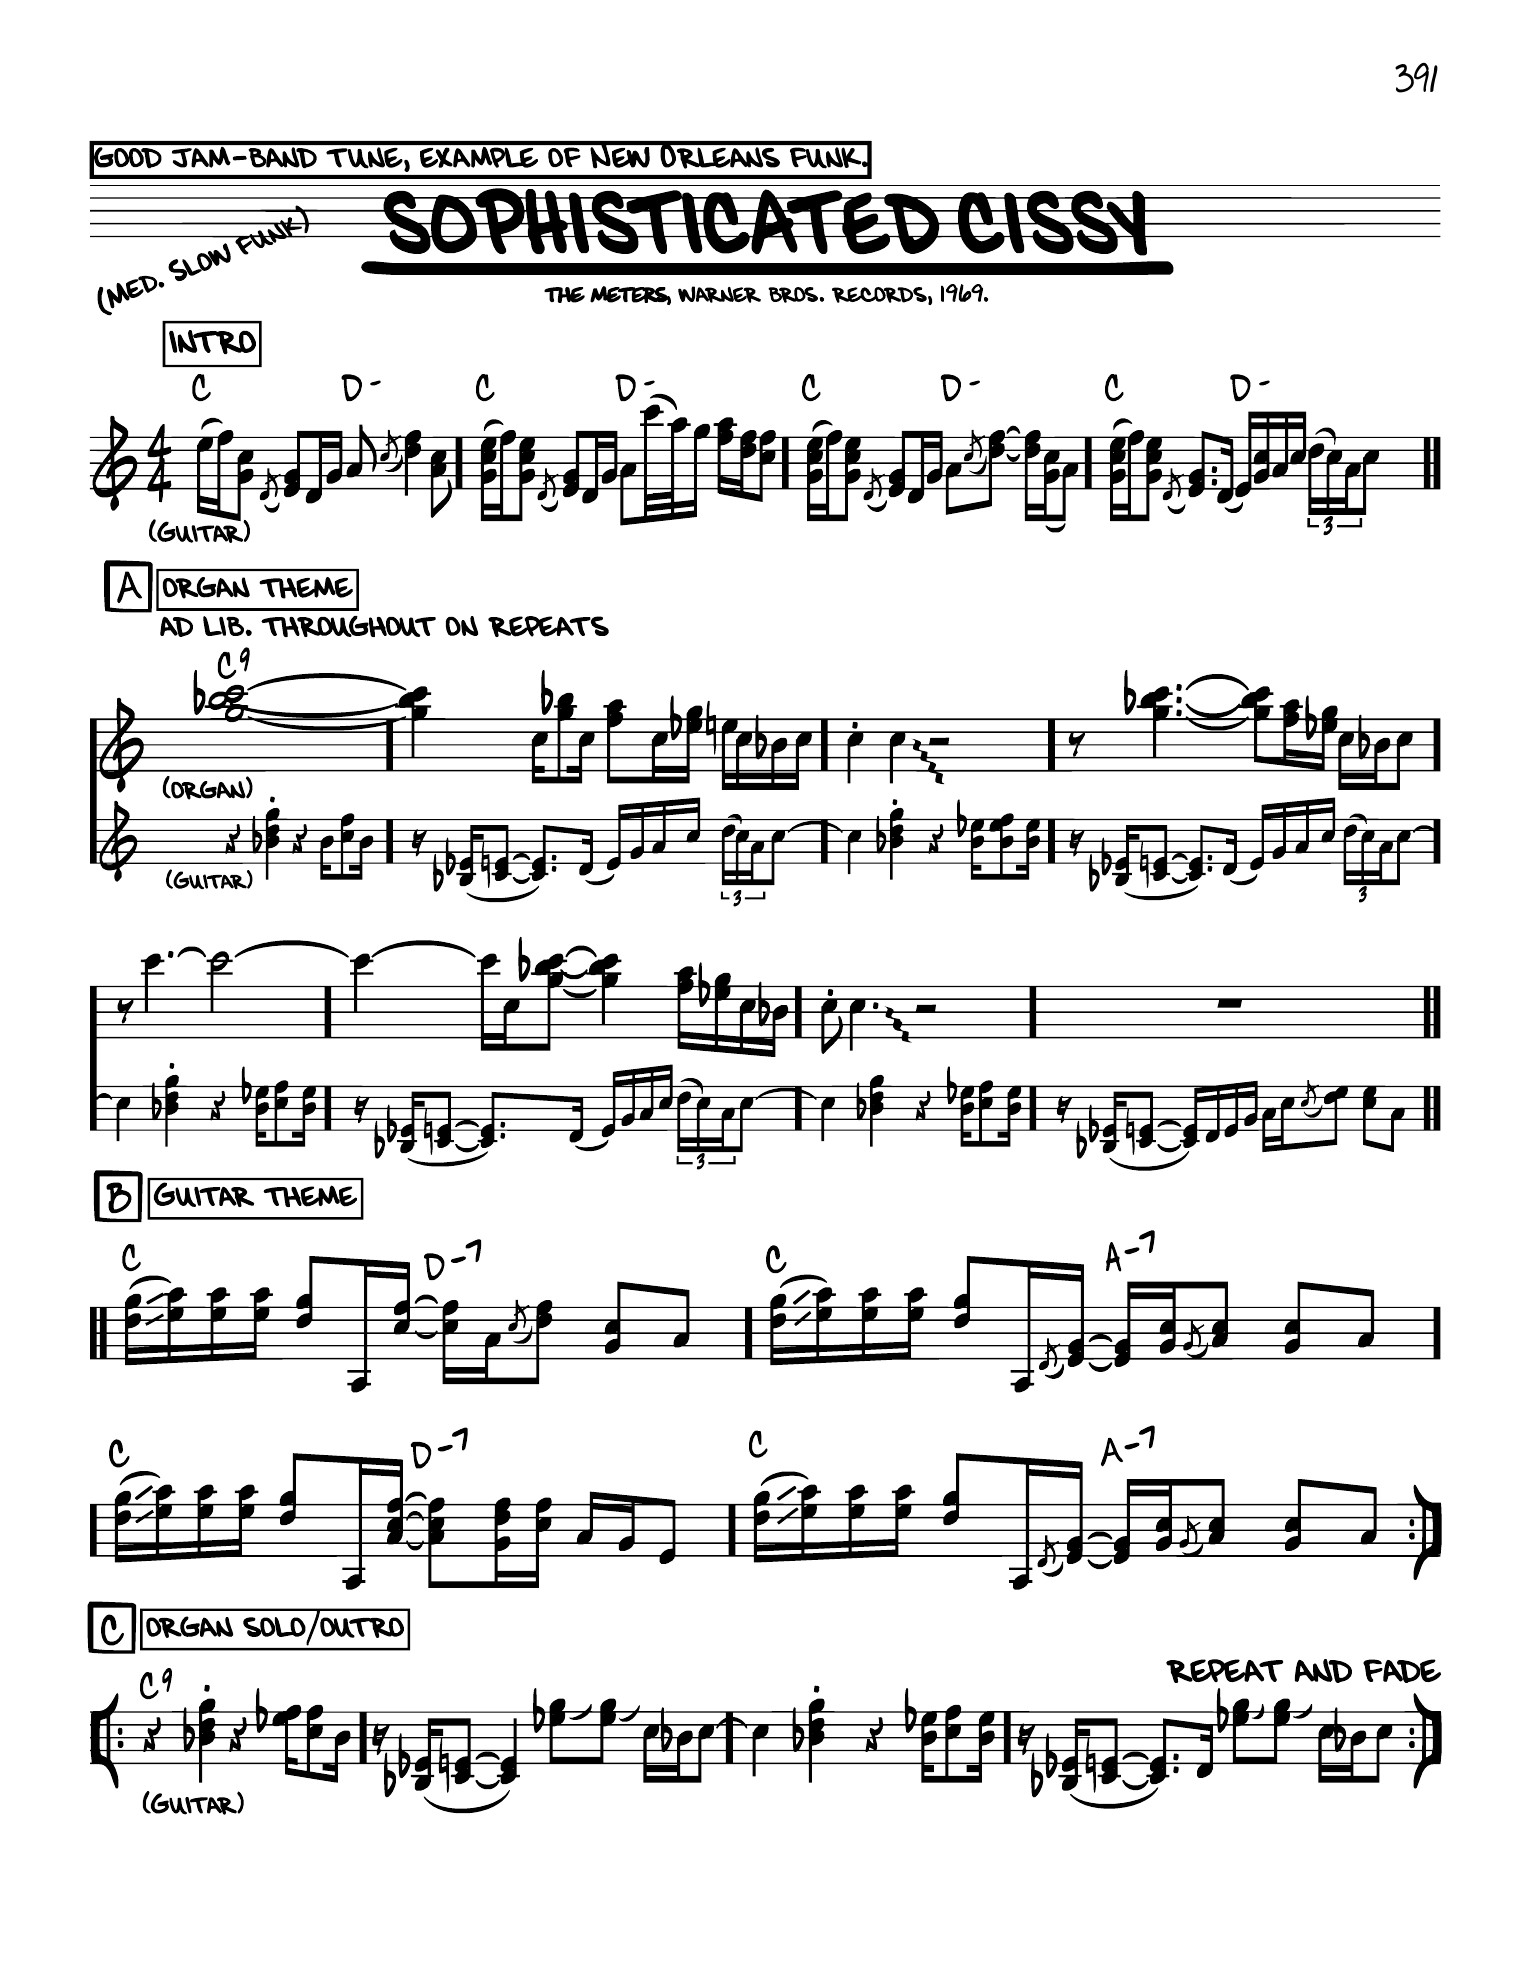 391
GOOD JAM-BAND TUNE, EXAMPLE OF NEW ORLEANS FUNK.
SOPHISTICATED CISSY
(MED. SLOW FUNK)
THE METERS, WARNER BROS. RECORDS, 1969.
INTRO
C D- C D- C D- C D-
4
4
(GUITAR)
3
A ORGAN THEME
AD LIB. THROUGHOUT ON REPEATS
C9
(ORGAN)
(GUITAR)
3 3
3
B GUITAR THEME
C D-7 C A-7
C D-7 C A-7
C ORGAN SOLO/OUTRO
REPEAT AND FADE
C9
(GUITAR)